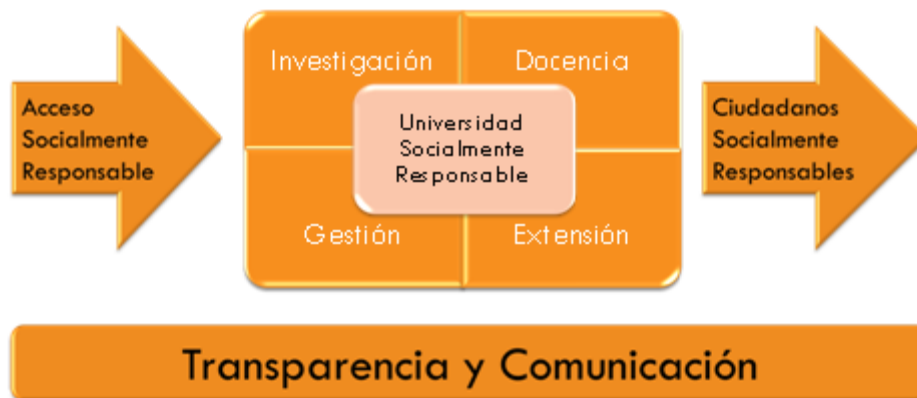 Acceso
Socialmente
Responsable
Investigación
Docencia
Universidad
Socialmente
Responsable
Gestión
Extensión
Ciudadanos
Socialmente
Responsables
Transparencia y Comunicación